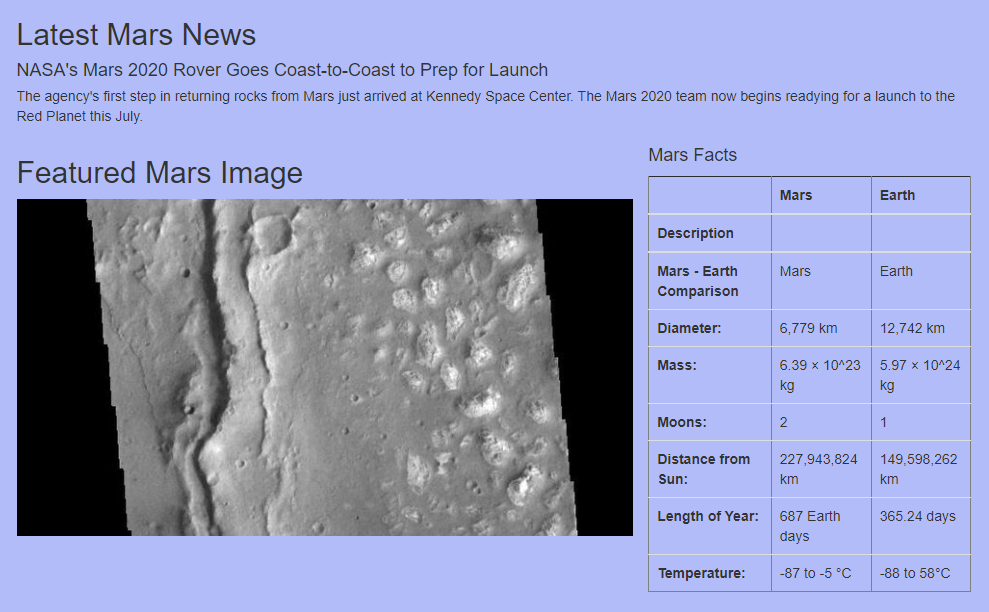 Latest Mars News
NASA's Mars 2020 Rover Goes Coast-to-Coast to Prep for Launch
The agency's first step in returning rocks from Mars just arrived at Kennedy Space Center. The Mars 2020 team now begins readying for a launch to the
Red Planet this July.
Featured Mars Image
Mars Facts
Mars Earth
Description
Mars - Earth Comparison Mars Earth
Diameter: 6,779 km 12,742 km
Mass: 6.39 × 10^23 kg 5.97 × 10^24 kg
Moons: 2 1
Distance from Sun: 227,943,824 km 149,598,262 km
Length of Year: 687 Earth days 365.24 days
Temperature: -87 to -5 °C -88 to 58°C